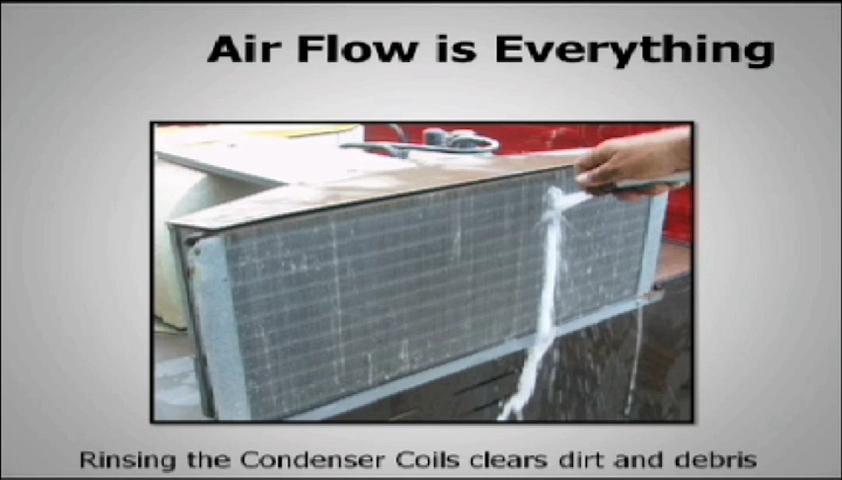 Air Flow is Everything
Rinsing the Condenser Coils clears dirt and debris